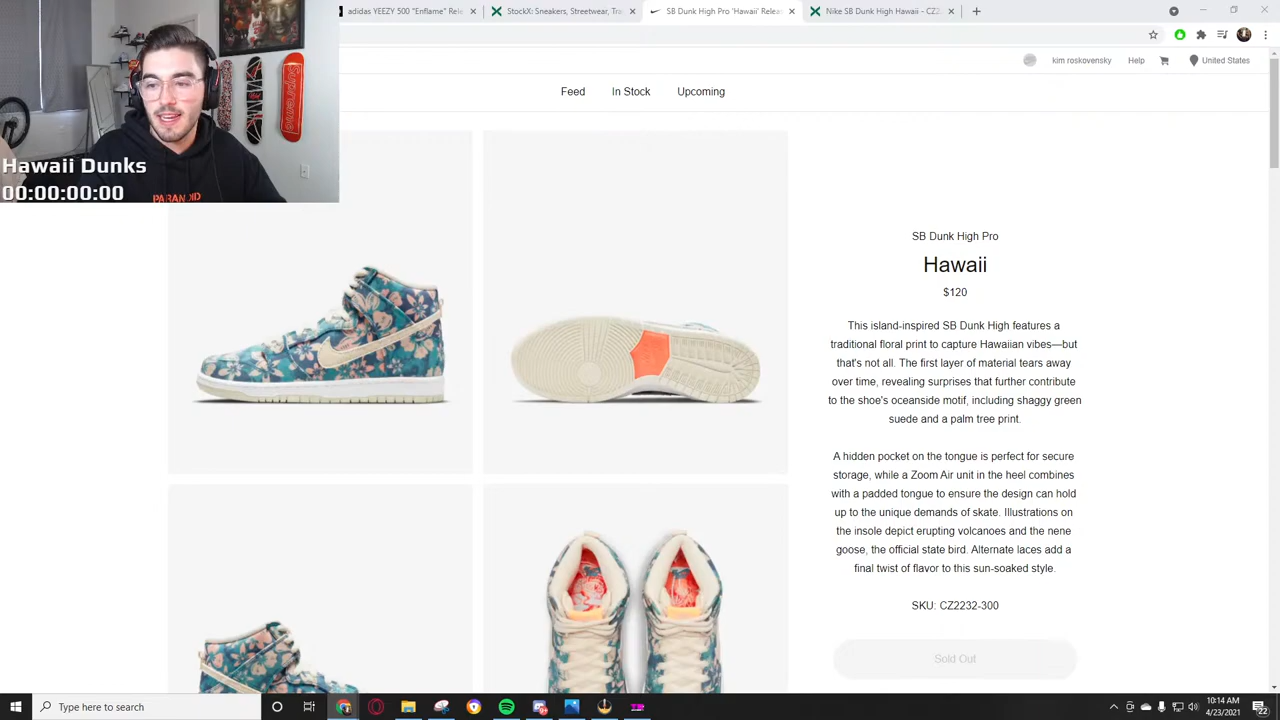 adidas YEEZY 500 "Enflame" Rele
StockX: Sneakers, Streetwear, Tra
SB Dunk High Pro 'Hawaii' Releas
Nike SB Dunk High Hawaii - CZ2
kim roskovensky
Help
United States
Feed
In Stock
Upcoming
Supreme
Hawaii Dunks
00:00:00:00
PARANOID
SB Dunk High Pro
Hawaii
$120
This island-inspired SB Dunk High features a
traditional floral print to capture Hawaiian vibes—but
that's not all. The first layer of material tears away
over time, revealing surprises that further contribute
to the shoe's oceanside motif, including shaggy green
suede and a palm tree print.
A hidden pocket on the tongue is perfect for secure
storage, while a Zoom Air unit in the heel combines
with a padded tongue to ensure the design can hold
up to the unique demands of skate. Illustrations on
the insole depict erupting volcanoes and the nene
goose, the official state bird. Alternate laces add a
final twist of flavor to this sun-soaked style.
SKU: CZ2232-300
Sold Out
Type here to search
10:14 AM
4/23/2021
22